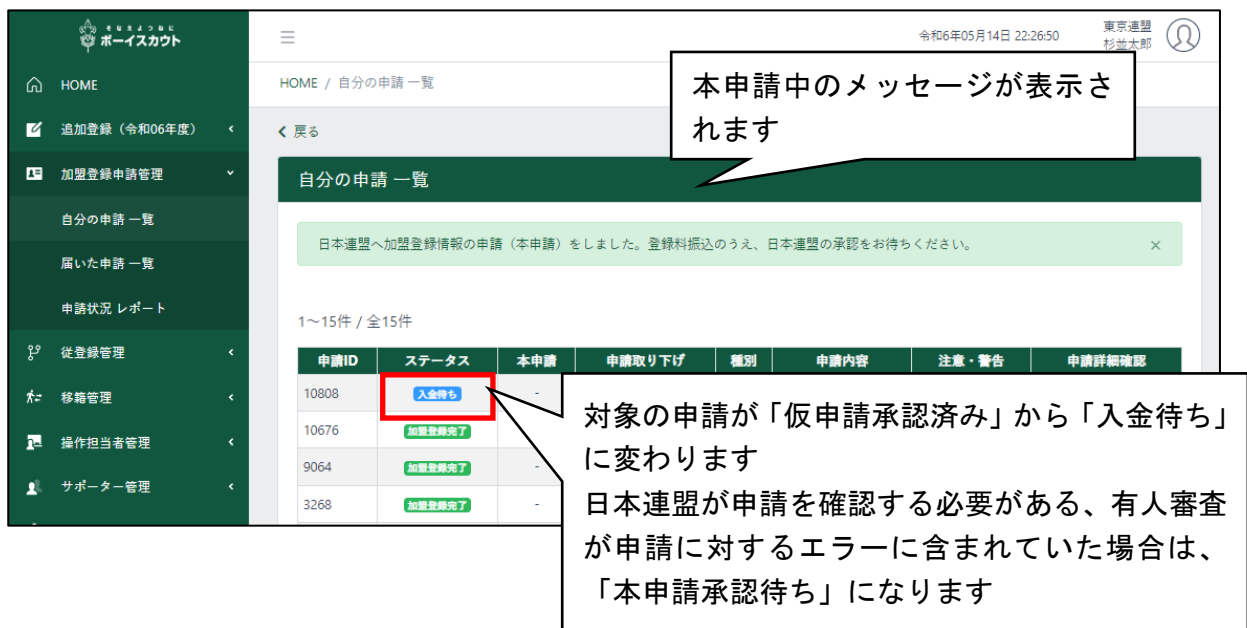 そなえよつねに
ボーイスカウト
令和6年05月14日 22:26:50
東京連盟
杉並太郎
HOME
追加登録（令和06年度）
加盟登録申請管理
自分の申請 一覧
届いた申請 一覧
申請状況 レポート
従登録管理
移籍管理
操作担当者管理
サポーター管理
HOME / 自分の申請 一覧
戻る
本申請中のメッセージが表示さ
れます
自分の申請 一覧
日本連盟へ加盟登録情報の申請（本申請）をしました。登録料振込のうえ、日本連盟の承認をお待ちください。 ×
1～15件 / 全15件
申請ID ステータス 本申請 申請取り下げ 種別 申請内容 注意・警告 申請詳細確認
10808 入金待ち -
10676 加盟登録完了
9064 加盟登録完了 -
3268 加盟登録完了 -
対象の申請が「仮申請承認済み」から「入金待ち」
に変わります
日本連盟が申請を確認する必要がある、有人審査
が申請に対するエラーに含まれていた場合は、
「本申請承認待ち」になります